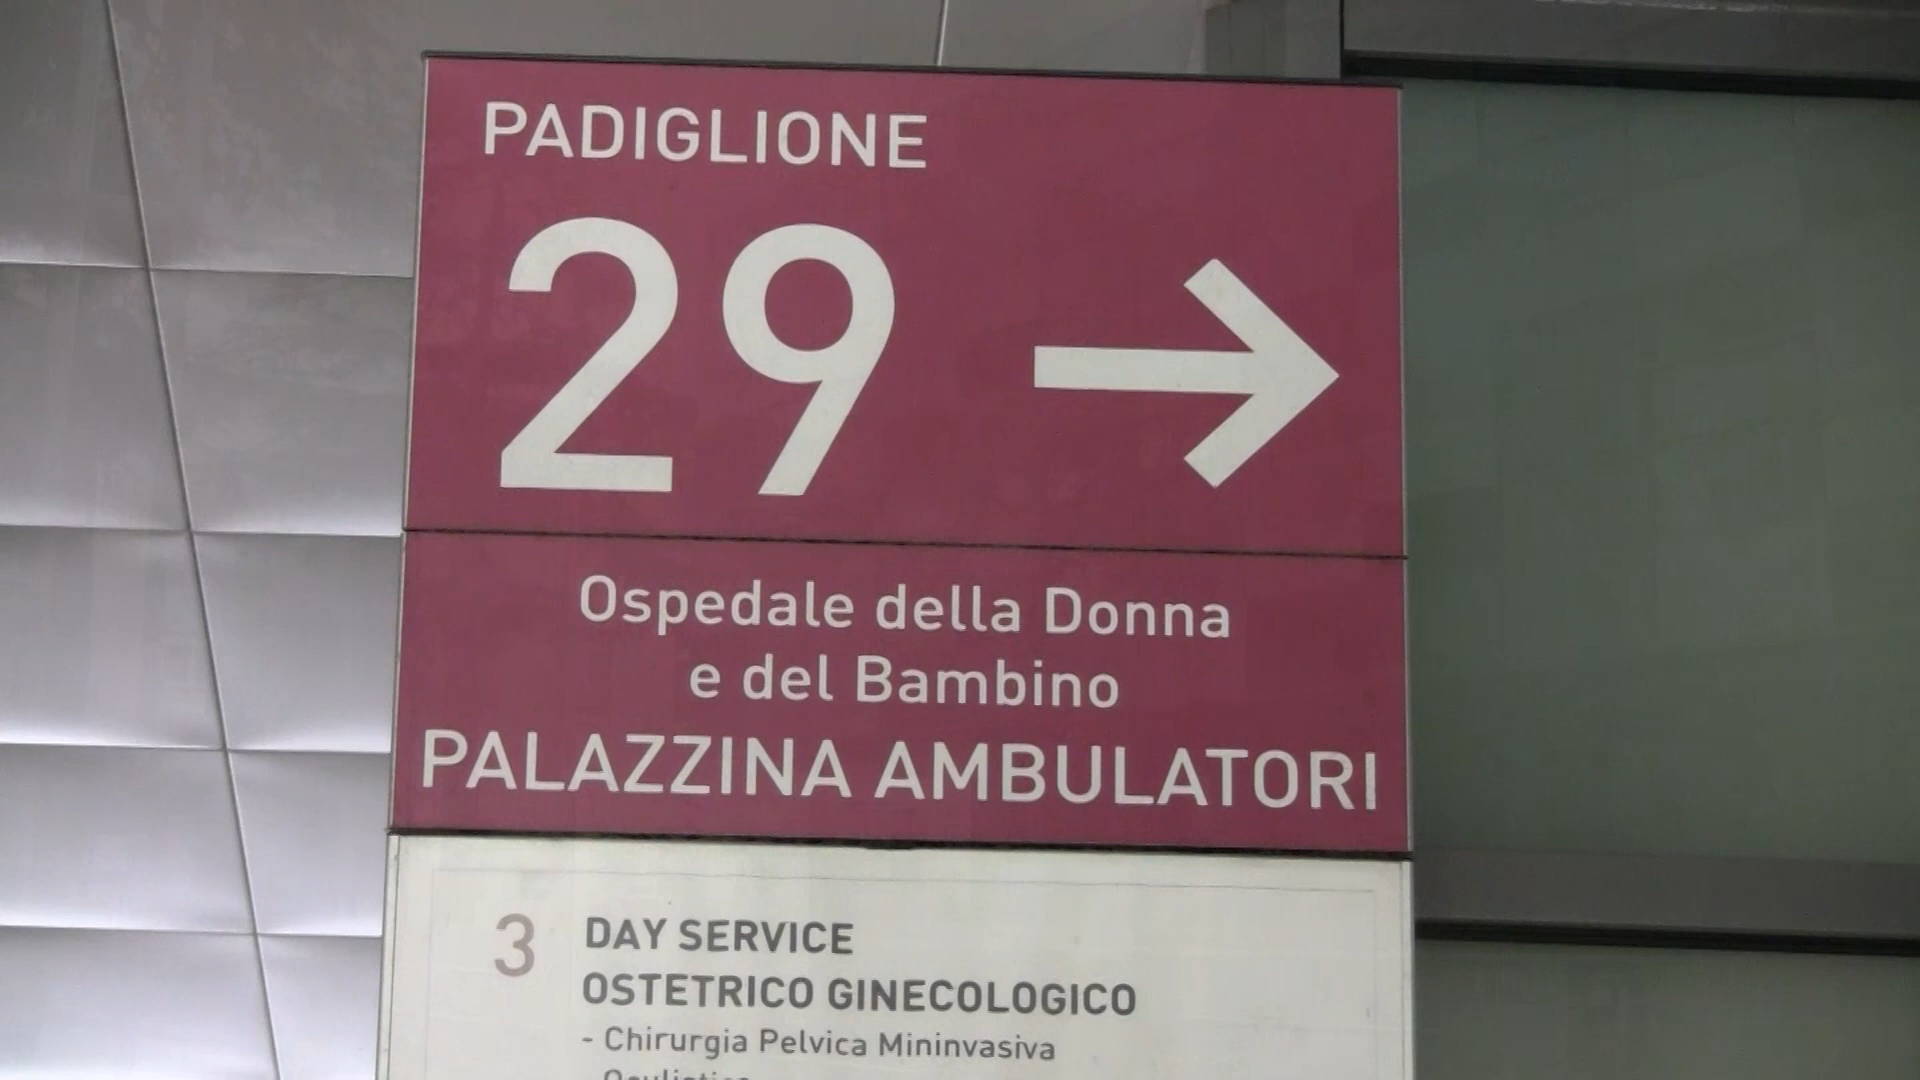 PADIGLIONE
29
Ospedale della Donna
e del Bambino
PALAZZINA AMBULATORI
3 DAY SERVICE
OSTETRICO GINECOLOGICO
- Chirurgia Pelvica Mininvasiva